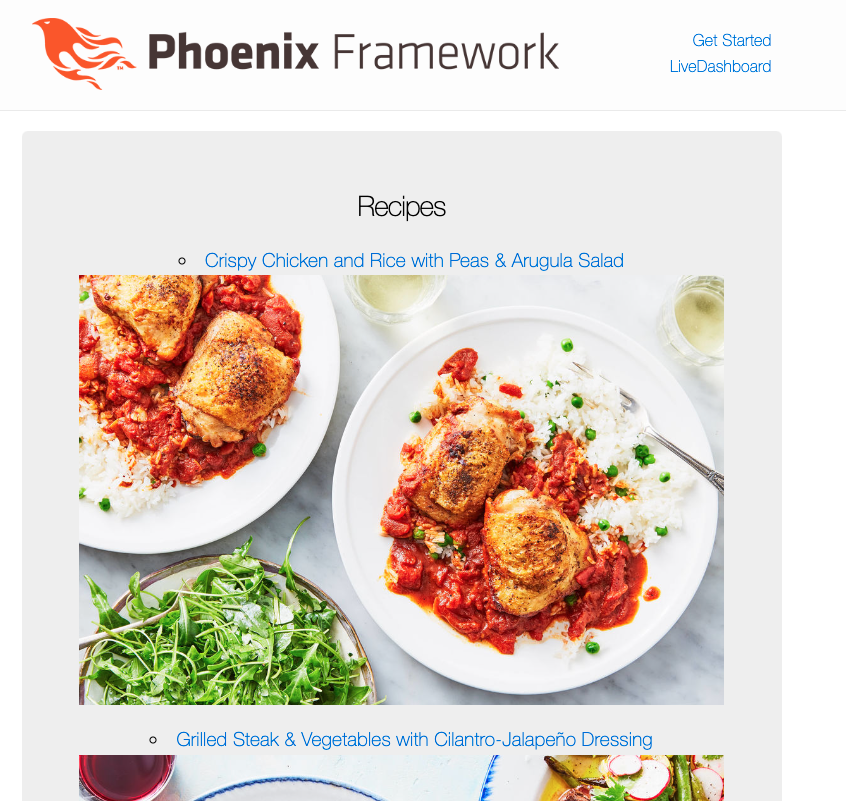 Phoenix Framework
Get Started
LiveDashboard
Recipes
Crispy Chicken and Rice with Peas & Arugula Salad
Grilled Steak & Vegetables with Cilantro-Jalapeño Dressing